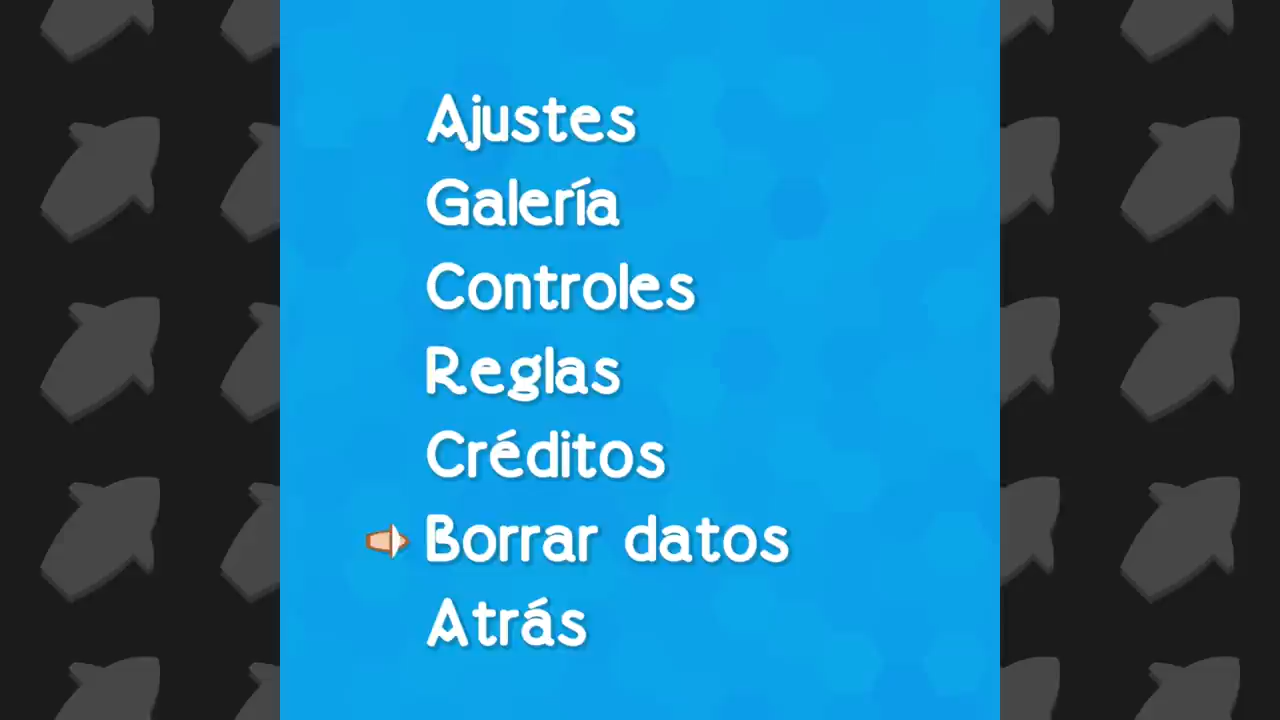 Ajustes
Galería
Controles
Reglas
Créditos
Borrar datos
Atrás